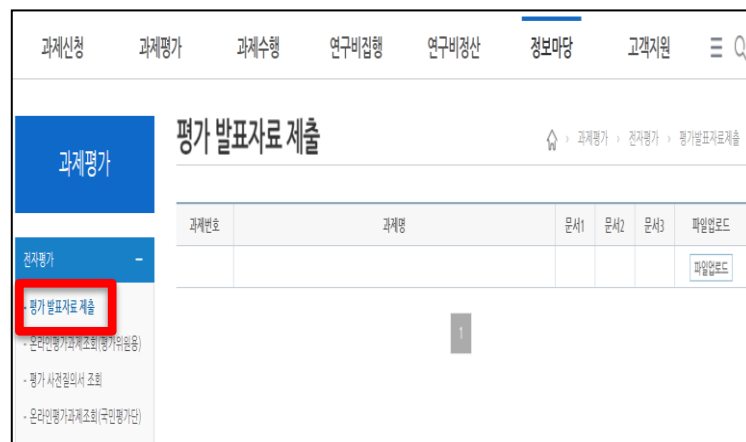 과제신청 과제평가 과제수행 연구비집행 연구비정산 정보마당 고객지원
과제평가
평가 발표자료 제출
> 과제평가 > 전자평가 > 평가발표자료제출
과제번호 과제명 문서1 문서2 문서3 파일업로드
파일업로드
1
전자평가 −
- 평가 발표자료 제출
- 온라인평가과제조회(평가위원용)
- 평가 사전질의서 조회
- 온라인평가과제조회(국민평가단)